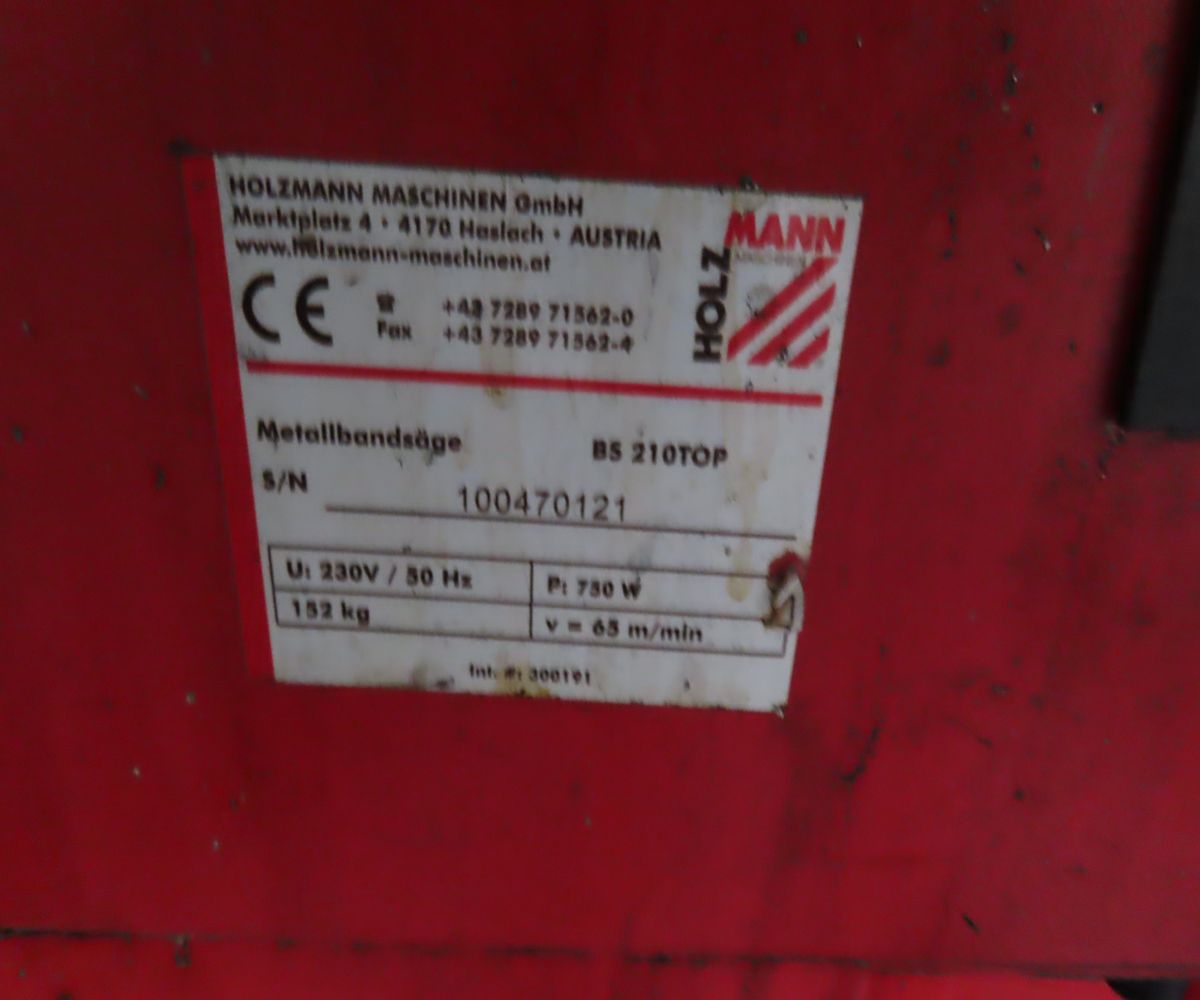 HOLZMANN MASCHINEN GmbH
Marktplatz 4 · 4170 Haslach · AUSTRIA
www.holzmann-maschinen.at
CE
☎ +43 7289 71562-0
Fax +43 7289 71562-4
HOLZ
MANN
MASCHINEN
Metallbandsäge BS 210TOP
S/N 100470121
U: 230V / 50 Hz P: 750 W
152 kg v = 65 m/min
Int. #: 300191